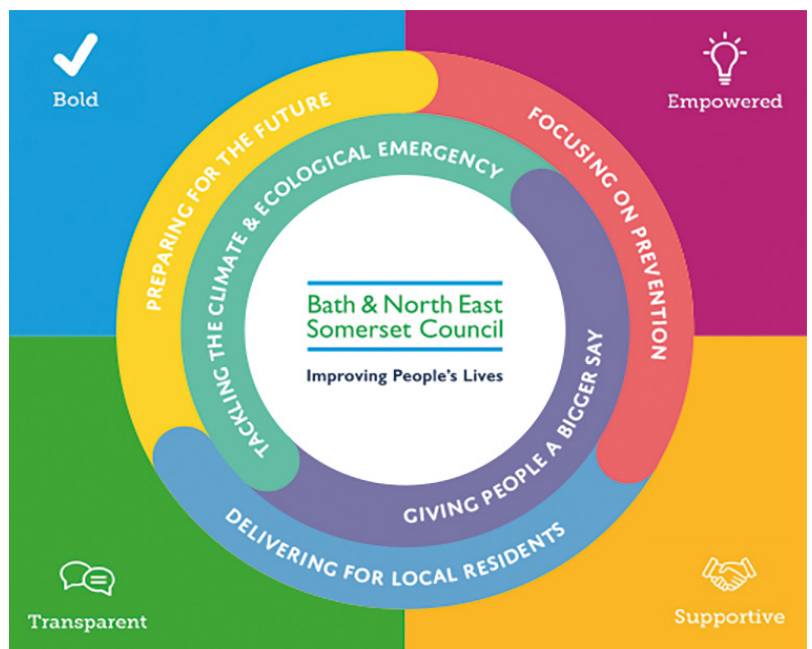 Bold
Empowered
PREPARING FOR THE FUTURE
FOCUSING ON PREVENTION
TACKLING THE CLIMATE & ECOLOGICAL EMERGENCY
Bath & North East
Somerset Council
Improving People's Lives
GIVING PEOPLE A BIGGER SAY
DELIVERING FOR LOCAL RESIDENTS
Transparent
Supportive